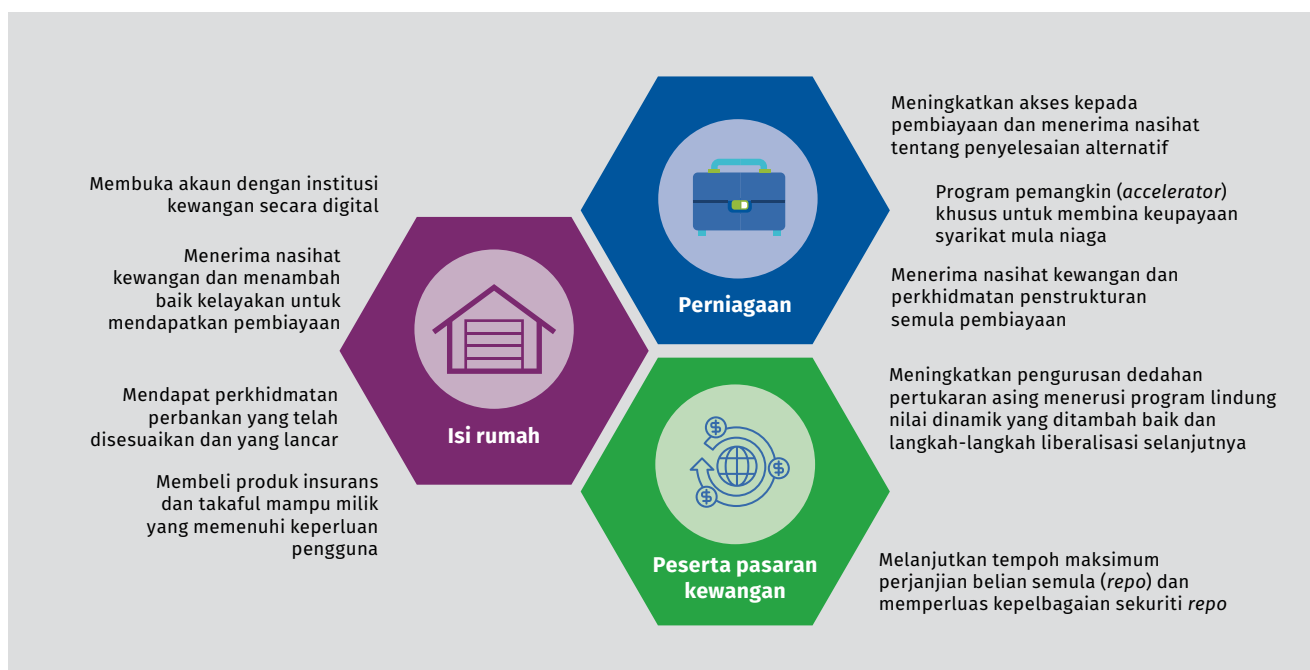 Membuka akaun dengan institusi
kewangan secara digital
Menerima nasihat
kewangan dan menambah
baik kelayakan untuk
mendapatkan pembiayaan
Mendapat perkhidmatan
perbankan yang telah
disesuaikan dan yang lancar
Membeli produk insurans
dan takaful mampu milik
yang memenuhi keperluan
pengguna
Isi rumah
Perniagaan
Meningkatkan akses kepada
pembiayaan dan menerima nasihat
tentang penyelesaian alternatif
Program pemangkin (accelerator)
khusus untuk membina keupayaan
syarikat mula niaga
Menerima nasihat kewangan dan
perkhidmatan penstrukturan
semula pembiayaan
Peserta pasaran
kewangan
Meningkatkan pengurusan dedahan
pertukaran asing menerusi program lindung
nilai dinamik yang ditambah baik dan
langkah-langkah liberalisasi selanjutnya
Melanjutkan tempoh maksimum
perjanjian belian semula (repo) dan
memperluas kepelbagaian sekuriti repo